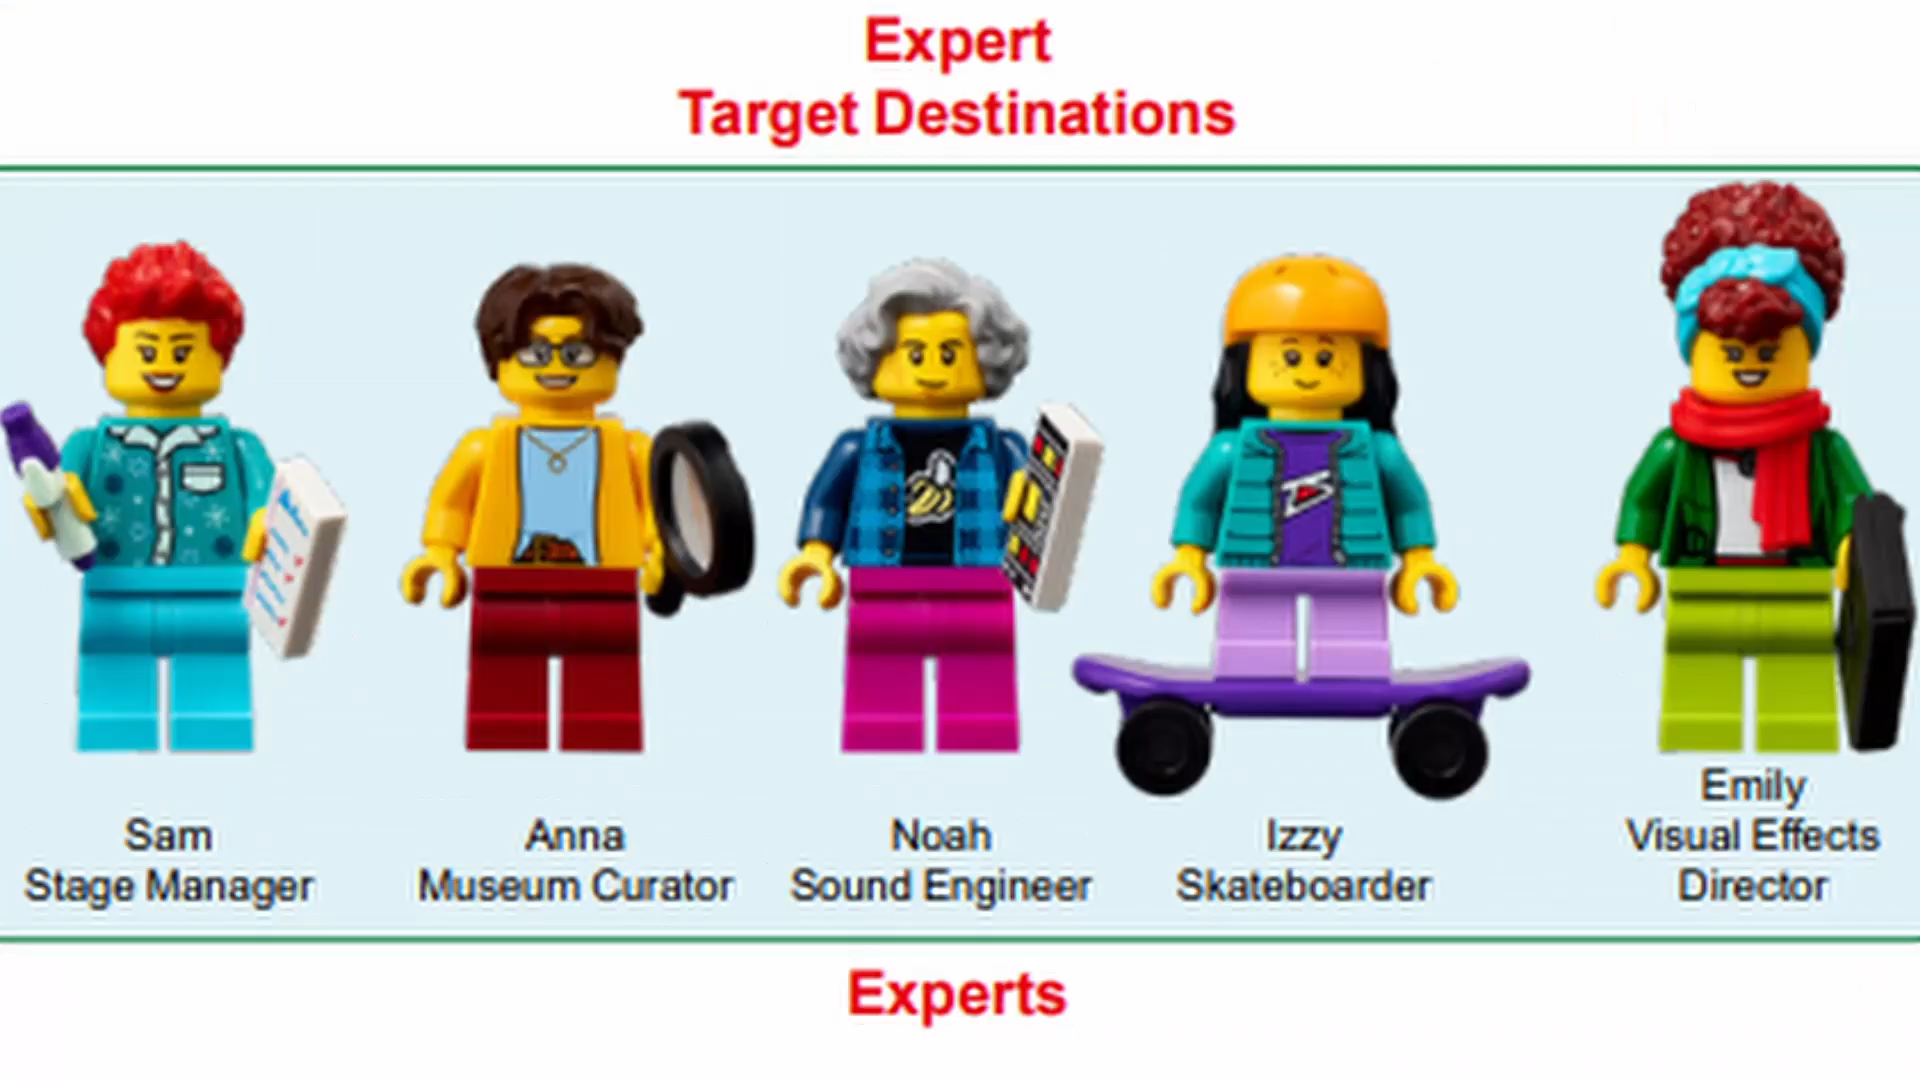 Expert
Target Destinations
Sam
Stage Manager
Anna
Museum Curator
Noah
Sound Engineer
Izzy
Skateboarder
Emily
Visual Effects
Director
Experts